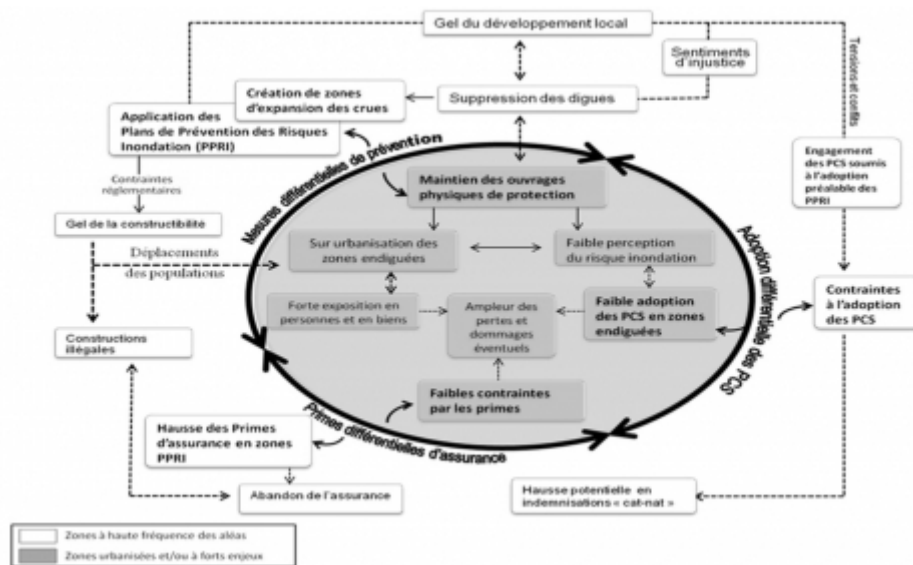 Gel du développement local
Sentiments
d'injustice
Tensions et conflits
Création de zones
d'expansion des crues
Suppression des digues
Application des
Plans de Prévention des Risques
Inondation (PPRI)
Mesures différentielles de prévention
Engagement
des PCS soumis
à l'adoption
préalable des
PPRI
Contraintes
réglementaires
Maintien des ouvrages
physiques de protection
Gel de la constructibilité
Déplacements
des populations
Sur urbanisation des
zones endiguées
Faible perception
du risque inondation
Adoption différentielle des PCS
Contraintes
à l'adoption
des PCS
Forte exposition en
personnes et en biens
Ampleur des
pertes et
dommages
éventuels
Faible adoption
des PCS en zones
endiguées
Constructions
illégales
Faibles contraintes
par les primes
Primes différentielles d'assurance
Hausse des Primes
d'assurance en zones
PPRI
Abandon de l'assurance
Hausse potentielle en
indemnisations « cat-nat »
Zones à haute fréquence des aléas
Zones urbanisées et/ou à forts enjeux